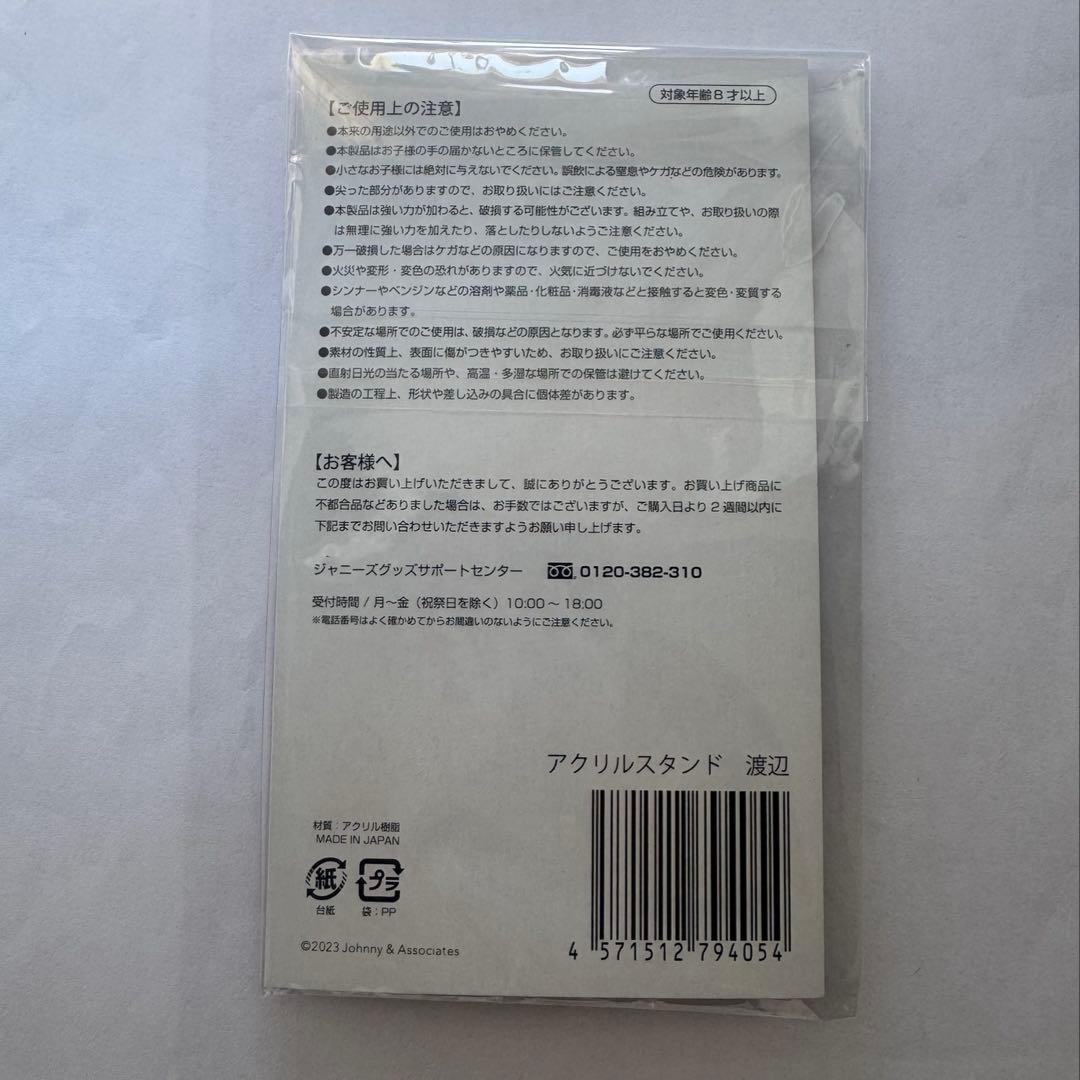 対象年齢8才以上
【ご使用上の注意】
●本来の用途以外でのご使用はおやめください。
●本製品はお子様の手の届かないところに保管してください。
●小さなお子様には絶対に与えないでください。誤飲による窒息やケガなどの危険があります。
●尖った部分がありますので、お取り扱いにはご注意ください。
●本製品は強い力が加わると、破損する可能性がございます。組み立てや、お取り扱いの際
は無理に強い力を加えたり、落としたりしないようご注意ください。
●万一破損した場合はケガなどの原因になりますので、ご使用をおやめください。
●火災や変形・変色の恐れがありますので、火気に近づけないでください。
●シンナーやベンジンなどの溶剤や薬品・化粧品・消毒液などと接触すると変色・変質する
場合があります。
●不安定な場所でのご使用は、破損などの原因となります。必ず平らな場所でご使用ください。
●素材の性質上、表面に傷がつきやすいため、お取り扱いにご注意ください。
●直射日光の当たる場所や、高温・多湿な場所での保管は避けてください。
●製造の工程上、形状や差し込みの具合に個体差があります。
【お客様へ】
この度はお買い上げいただきまして、誠にありがとうございます。お買い上げ商品に
不都合品などありました場合は、お手数ではございますが、ご購入日より2週間以内に
下記までお問い合わせいただきますようお願い申し上げます。
ジャニーズグッズサポートセンター 0120-382-310
受付時間 / 月〜金（祝祭日を除く）10:00 〜 18:00
※電話番号はよく確かめてからお間違いのないようにご注意ください。
アクリルスタンド 渡辺
材質：アクリル樹脂
MADE IN JAPAN
紙 プラ
台紙 袋：PP
©2023 Johnny & Associates
4 571512 794054